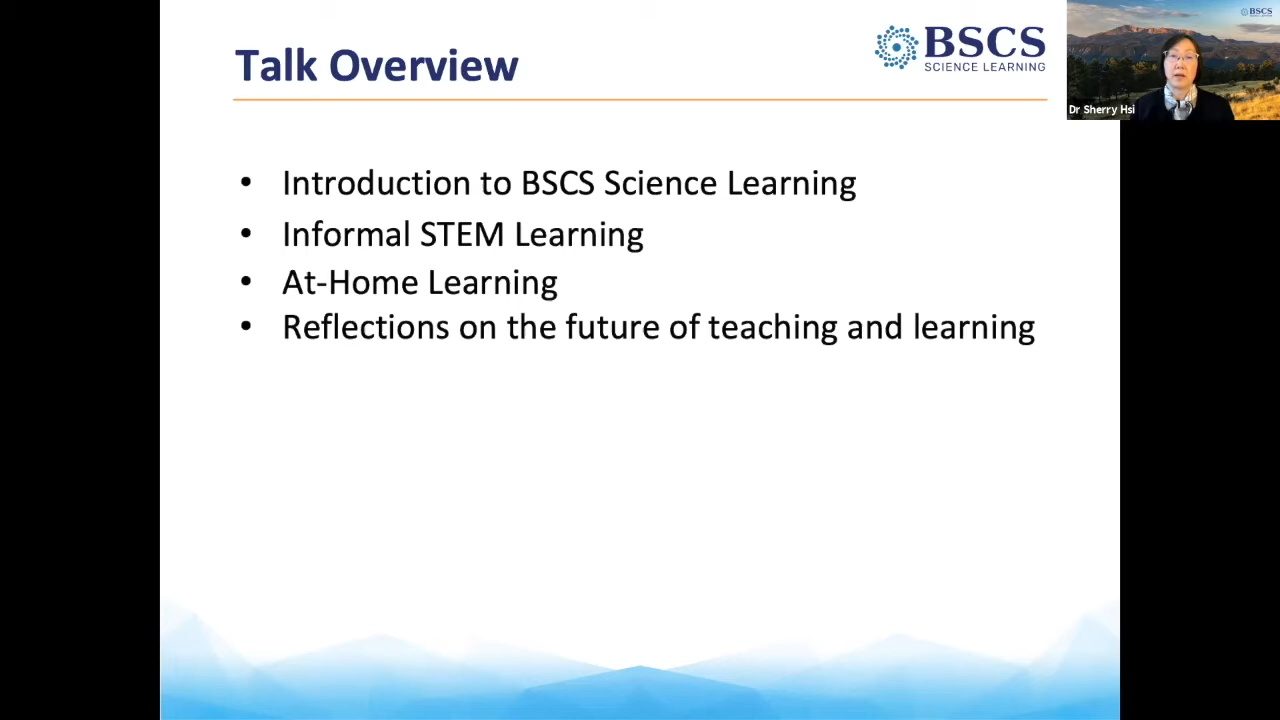 Talk Overview
BSCS
SCIENCE LEARNING
BSCS
Dr Sherry Hsi
• Introduction to BSCS Science Learning
• Informal STEM Learning
• At-Home Learning
• Reflections on the future of teaching and learning